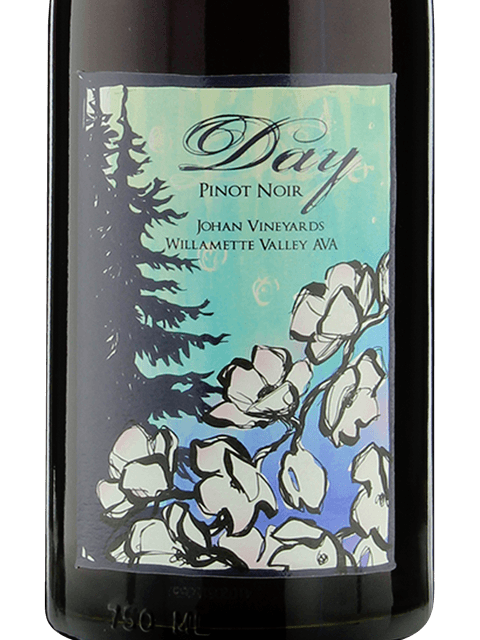 Day
PINOT NOIR
JOHAN VINEYARDS
WILLAMETTE VALLEY AVA
750 ML